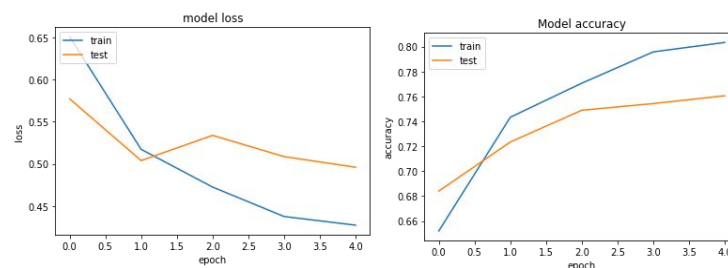 model loss
train
test
loss
0.65
0.60
0.55
0.50
0.45
0.0 0.5 1.0 1.5 2.0 2.5 3.0 3.5 4.0
epoch
Model accuracy
train
test
accuracy
0.80
0.78
0.76
0.74
0.72
0.70
0.68
0.66
0.0 0.5 1.0 1.5 2.0 2.5 3.0 3.5 4.0
epoch